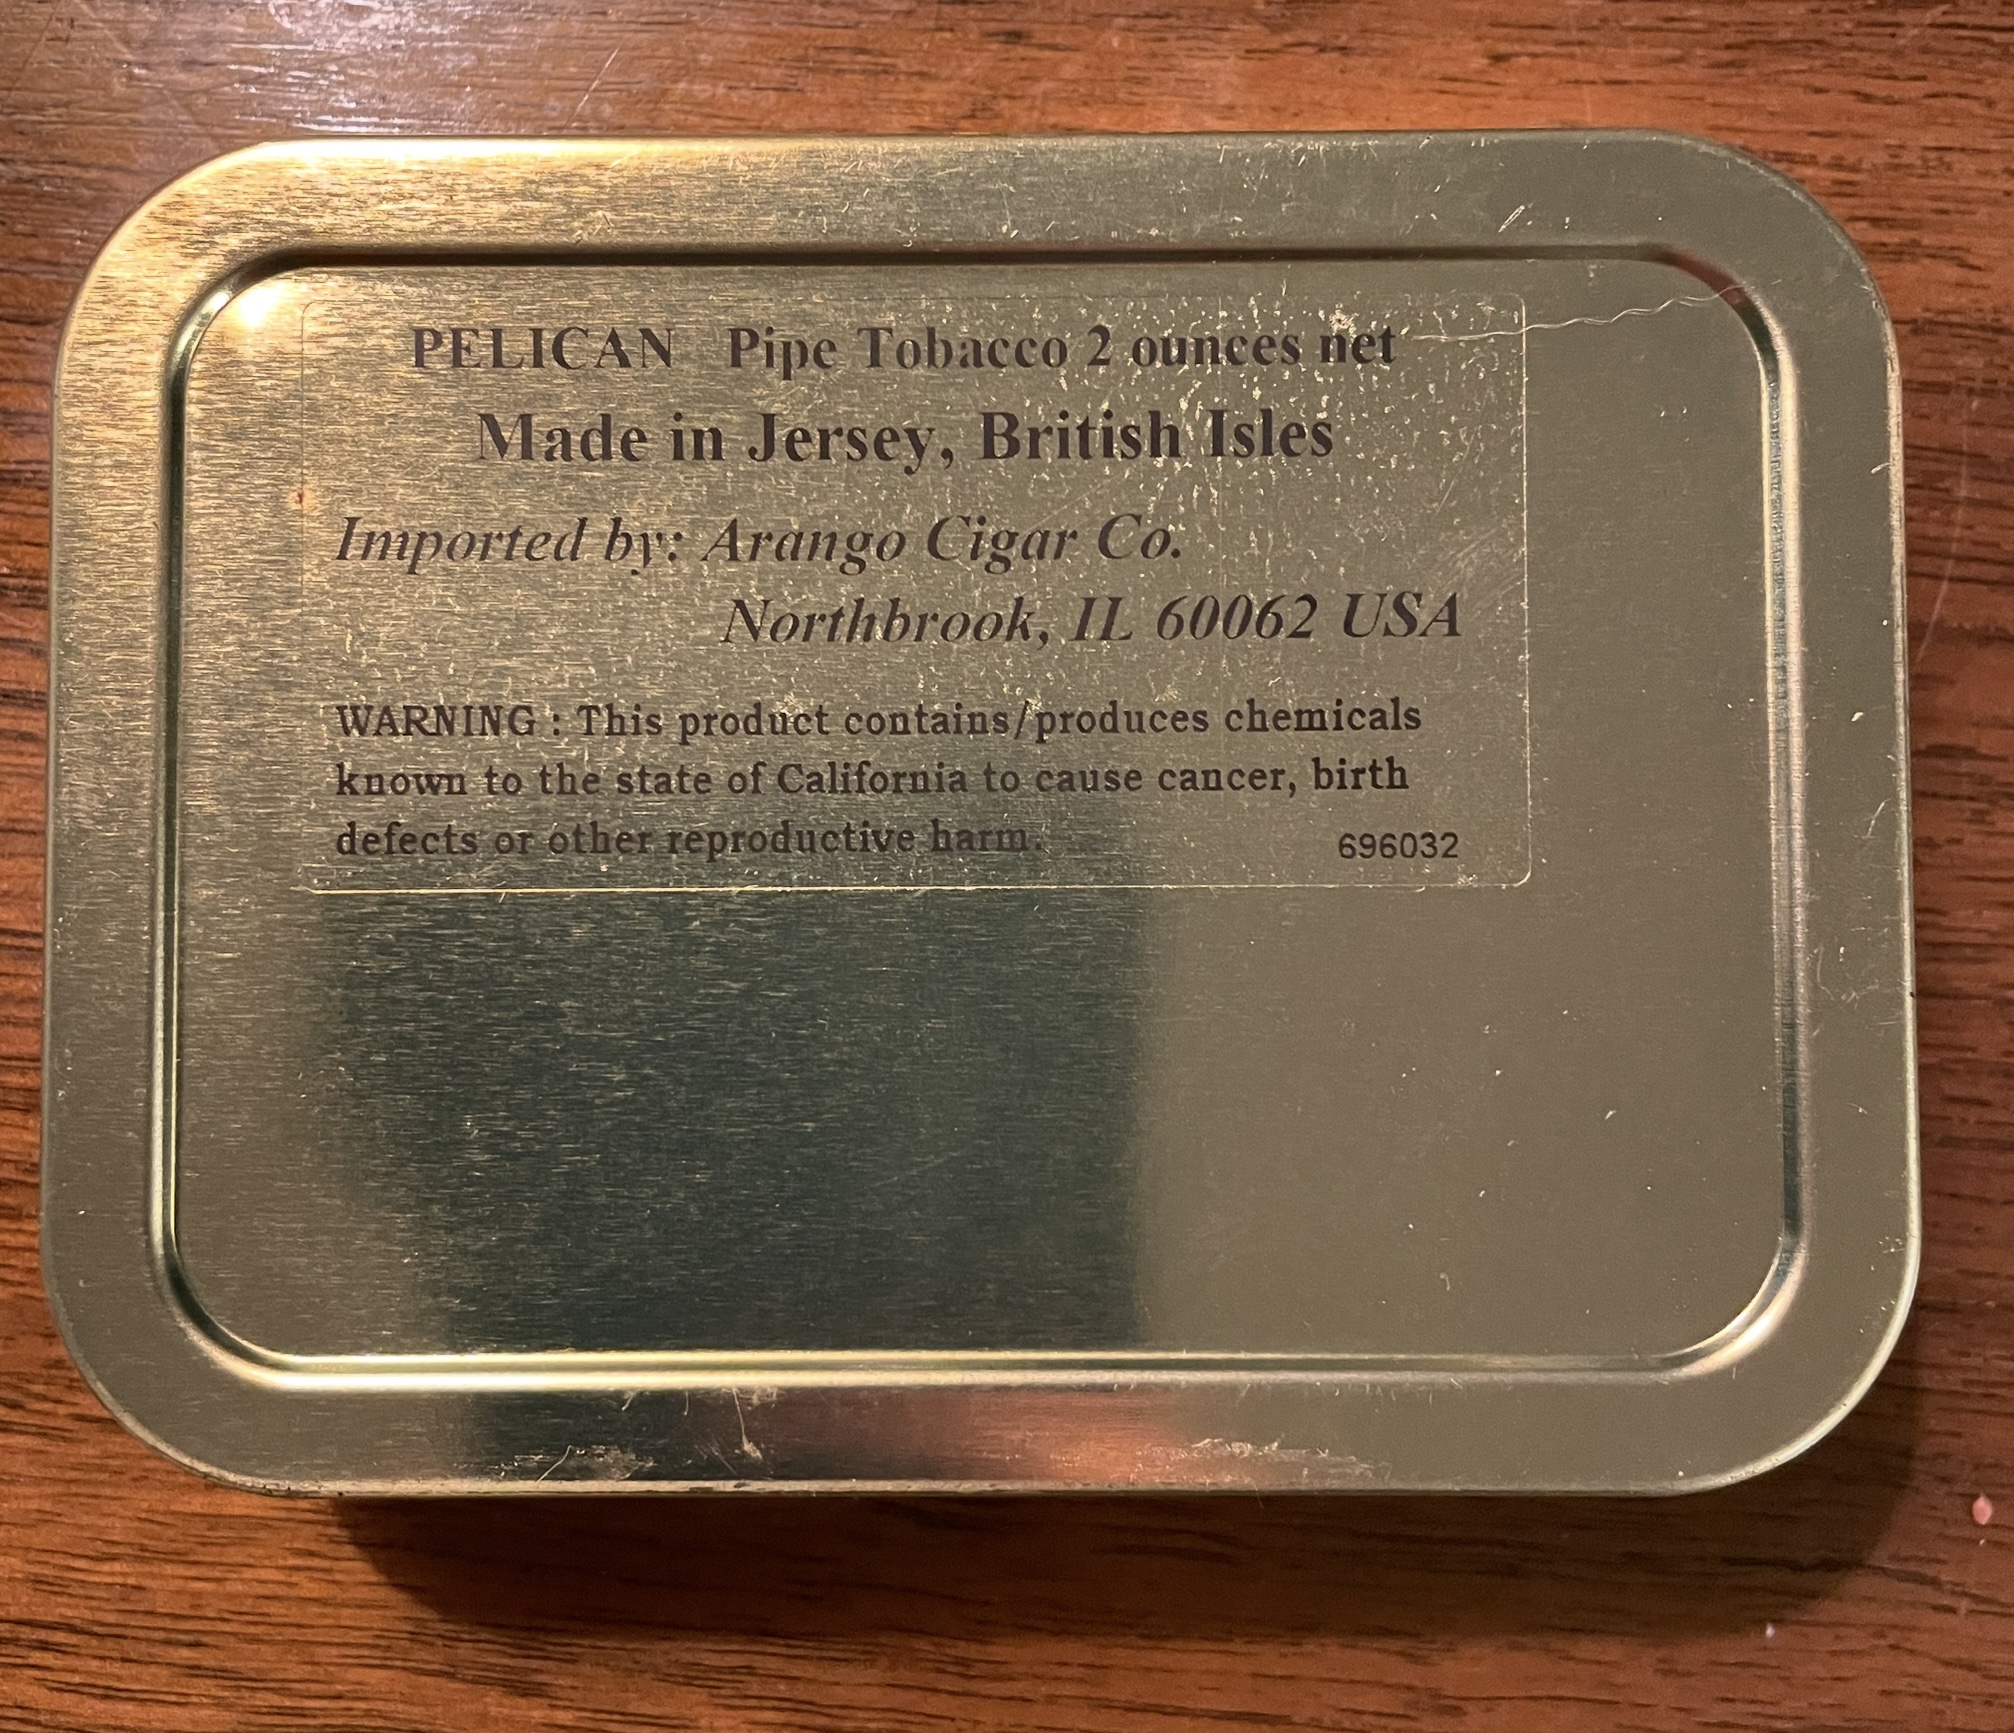 PELICAN Pipe Tobacco 2 ounces net
Made in Jersey, British Isles
Imported by: Arango Cigar Co.
Northbrook, IL 60062 USA
WARNING : This product contains/produces chemicals
known to the state of California to cause cancer, birth
defects or other reproductive harm. 696032